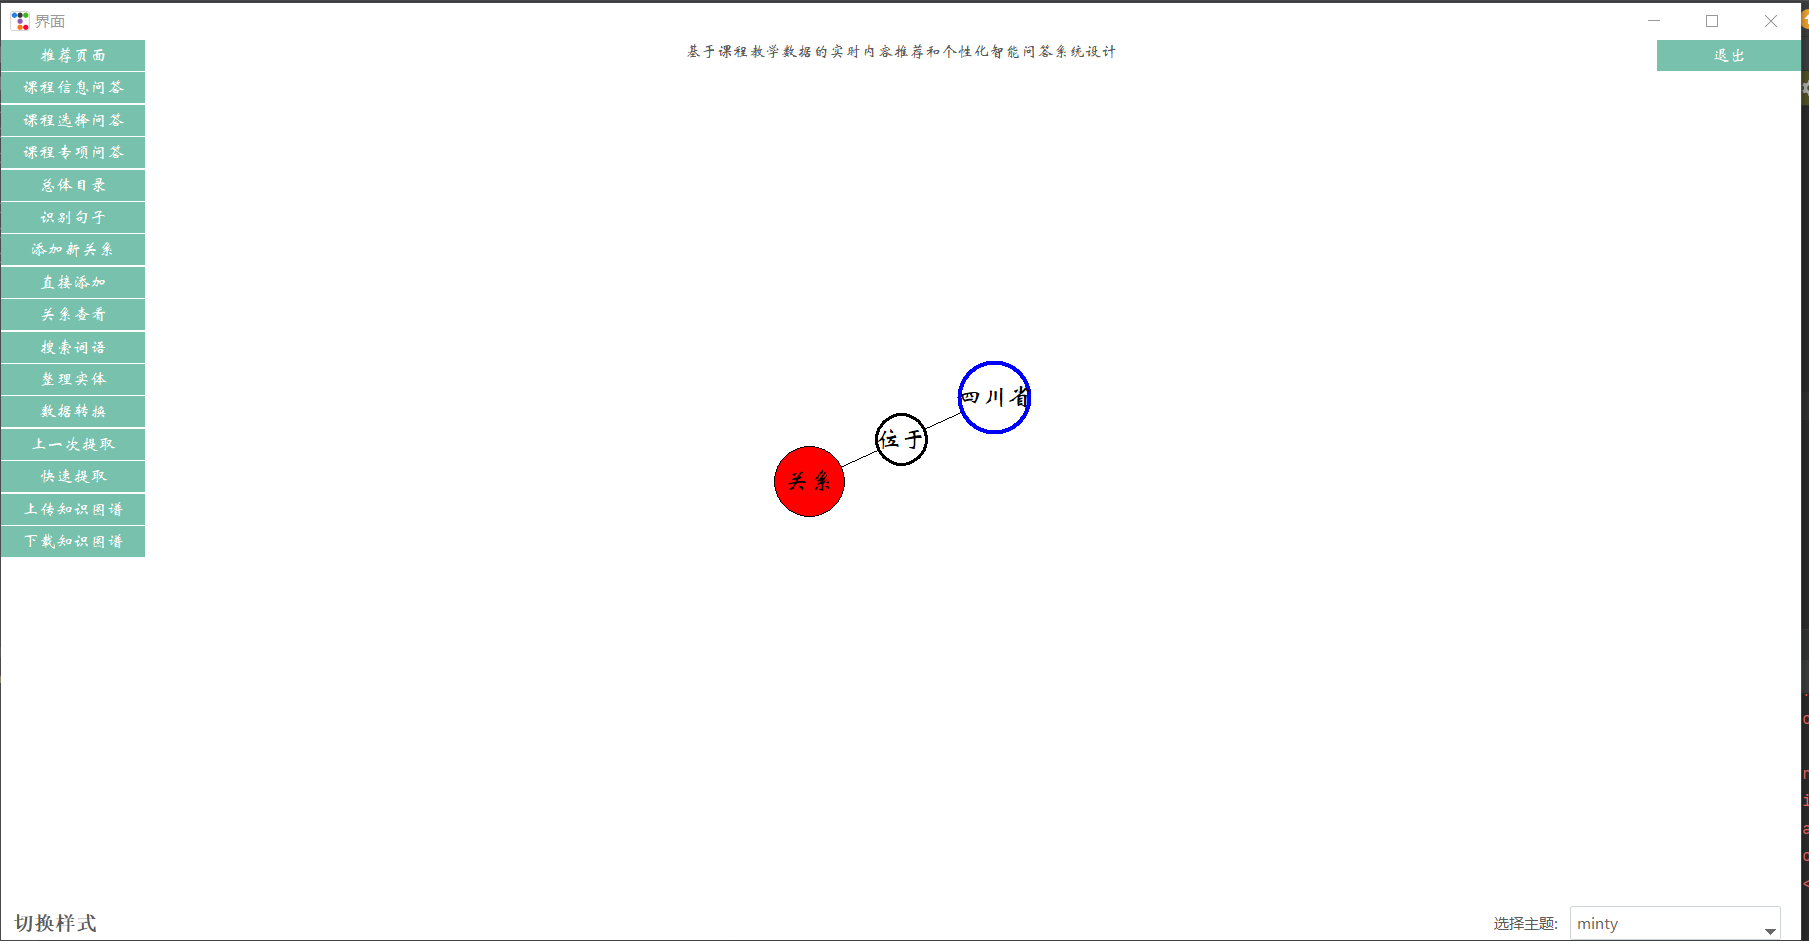 界面
基于课程教学数据的实时内容推荐和个性化智能问答系统设计
退出
推荐页面
课程信息问答
课程选择问答
课程专项问答
总体目录
识别句子
添加新关系
直接添加
关系查看
搜索词语
整理实体
数据转换
上一次提取
快速提取
上传知识图谱
下载知识图谱
四川省
位于
关系
切换样式
选择主题: minty